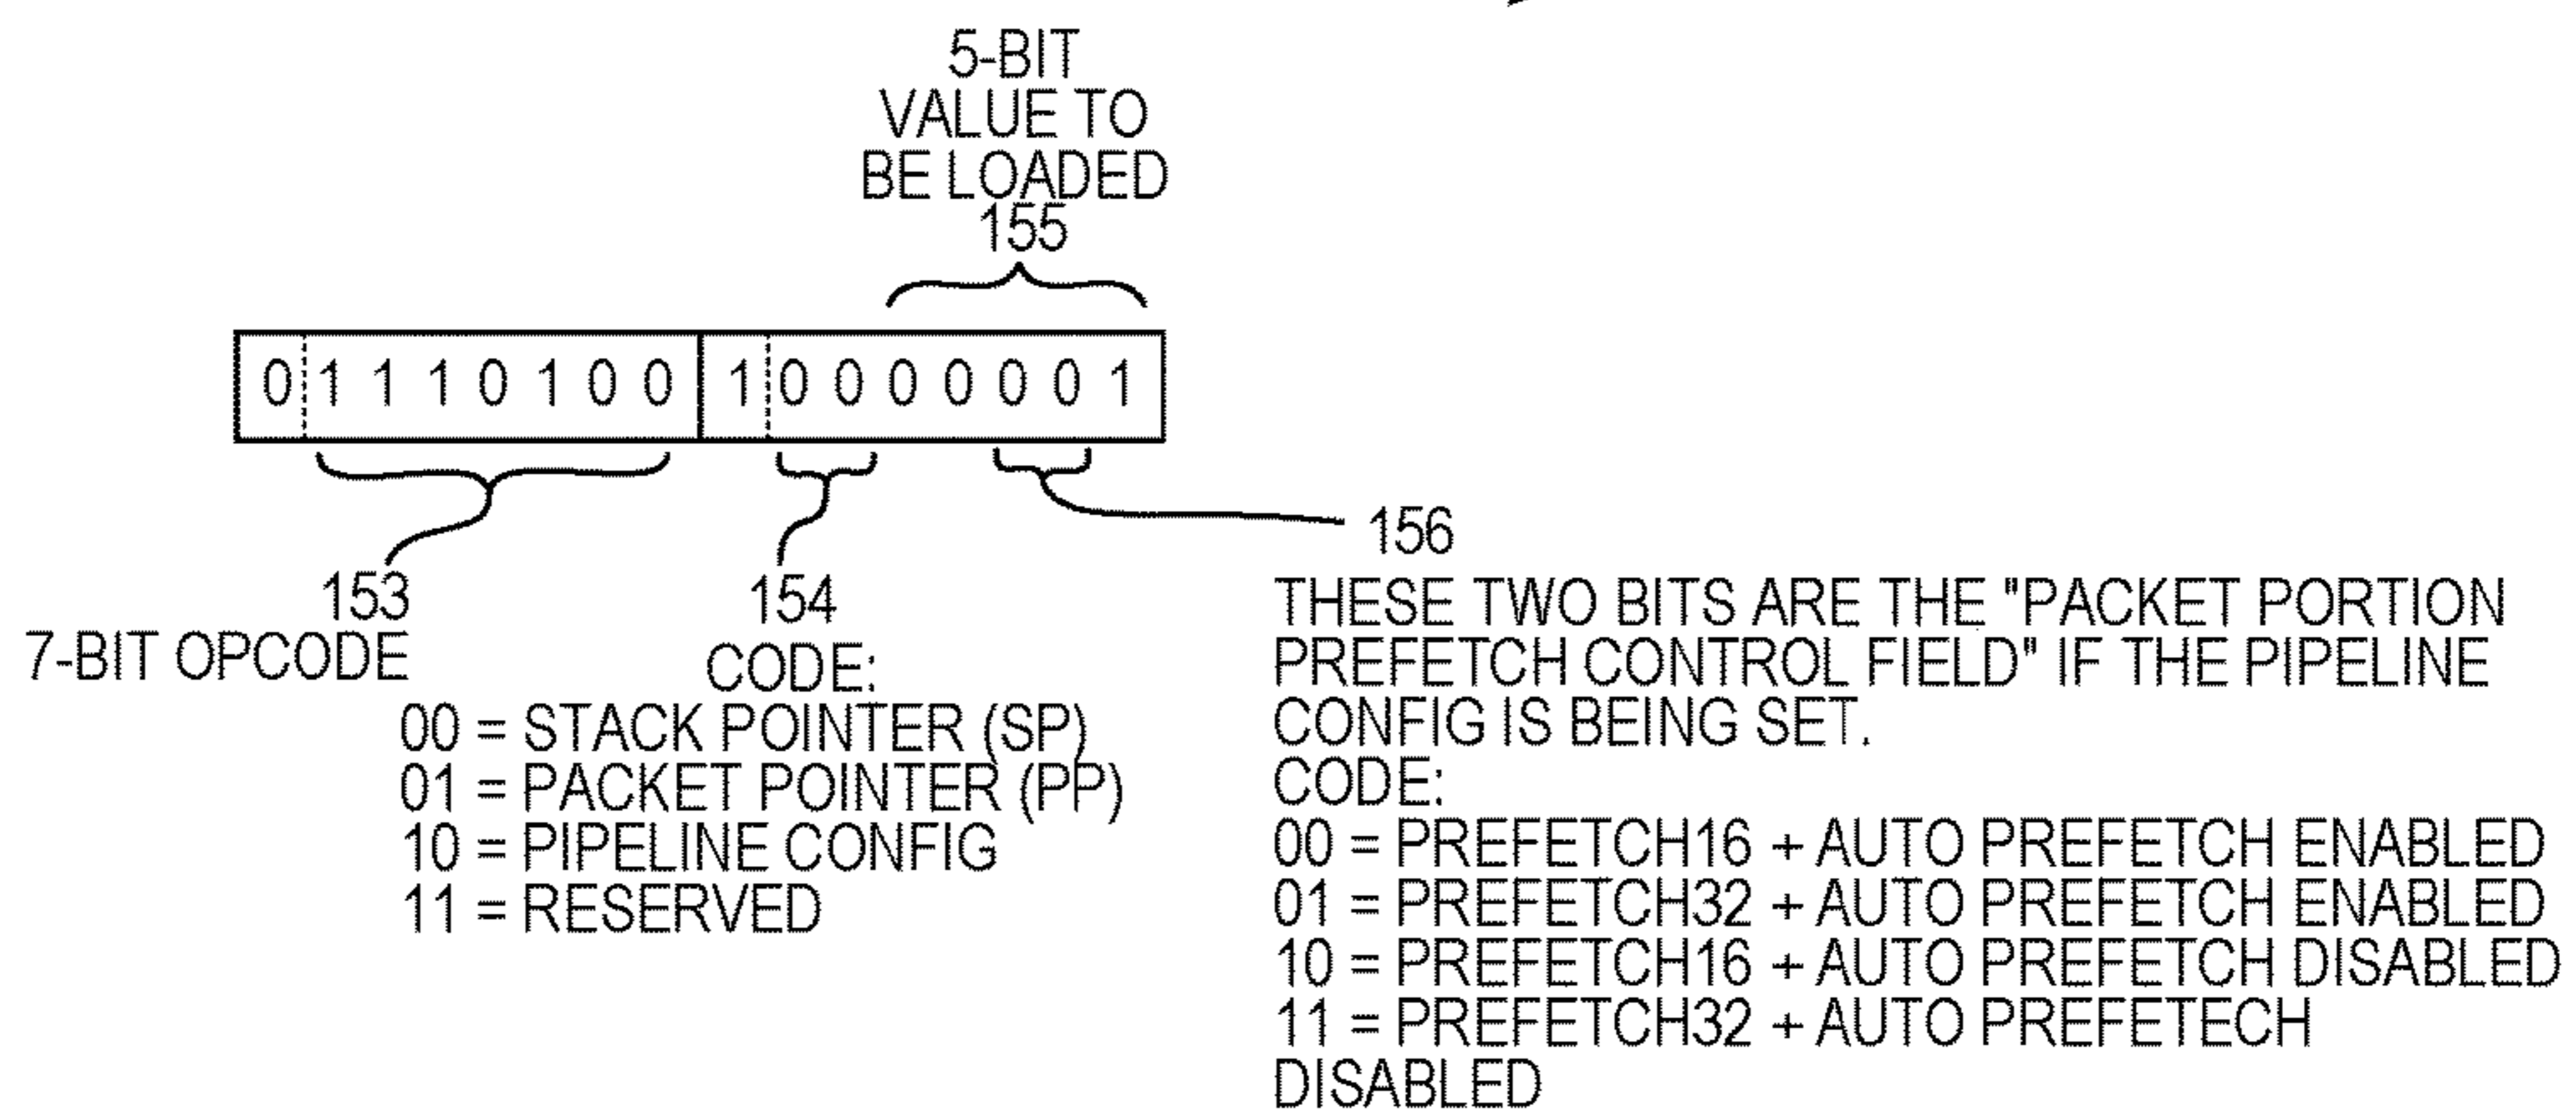 5-BIT
VALUE TO
BE LOADED
155
0 1 1 1 0 1 0 0 1 0 0 0 0 0 0 1
153
7-BIT OPCODE
154
CODE:
00 = STACK POINTER (SP)
01 = PACKET POINTER (PP)
10 = PIPELINE CONFIG
11 = RESERVED
156
THESE TWO BITS ARE THE "PACKET PORTION
PREFETCH CONTROL FIELD" IF THE PIPELINE
CONFIG IS BEING SET.
CODE:
00 = PREFETCH16 + AUTO PREFETCH ENABLED
01 = PREFETCH32 + AUTO PREFETCH ENABLED
10 = PREFETCH16 + AUTO PREFETCH DISABLED
11 = PREFETCH32 + AUTO PREFETECH
DISABLED